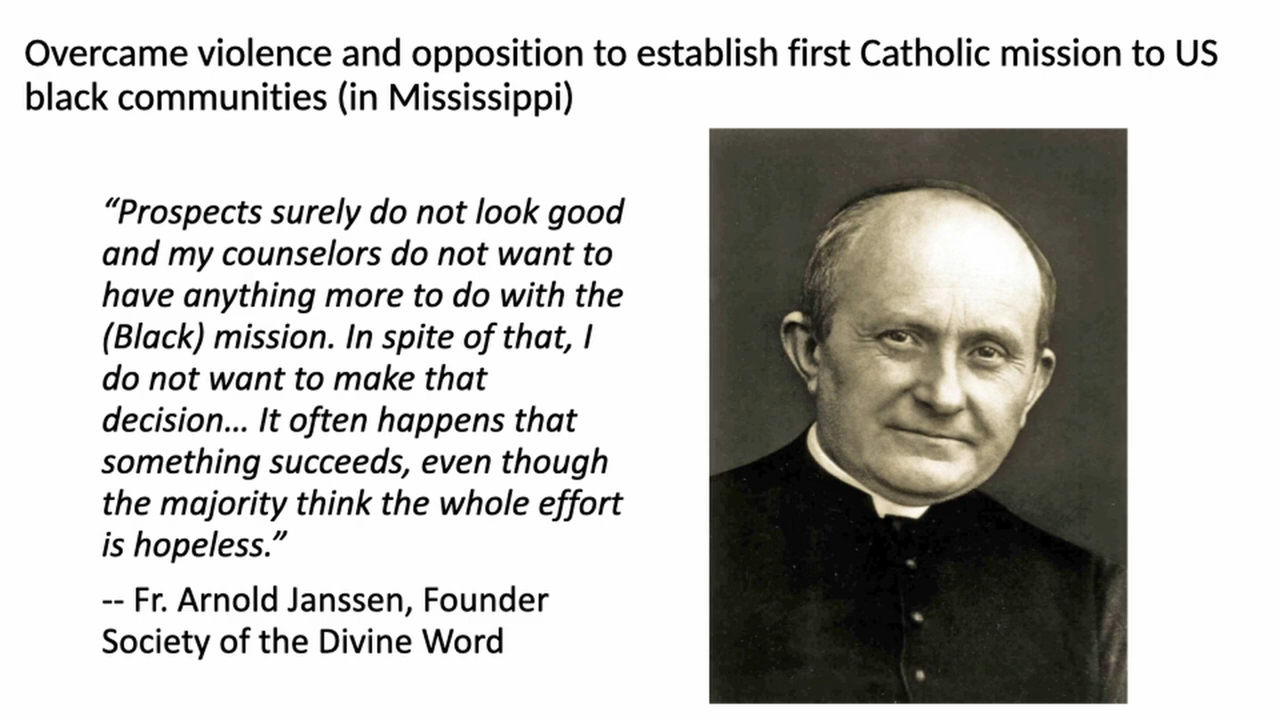 Overcame violence and opposition to establish first Catholic mission to US
black communities (in Mississippi)
“Prospects surely do not look good
and my counselors do not want to
have anything more to do with the
(Black) mission. In spite of that, I
do not want to make that
decision… It often happens that
something succeeds, even though
the majority think the whole effort
is hopeless.”
-- Fr. Arnold Janssen, Founder
Society of the Divine Word